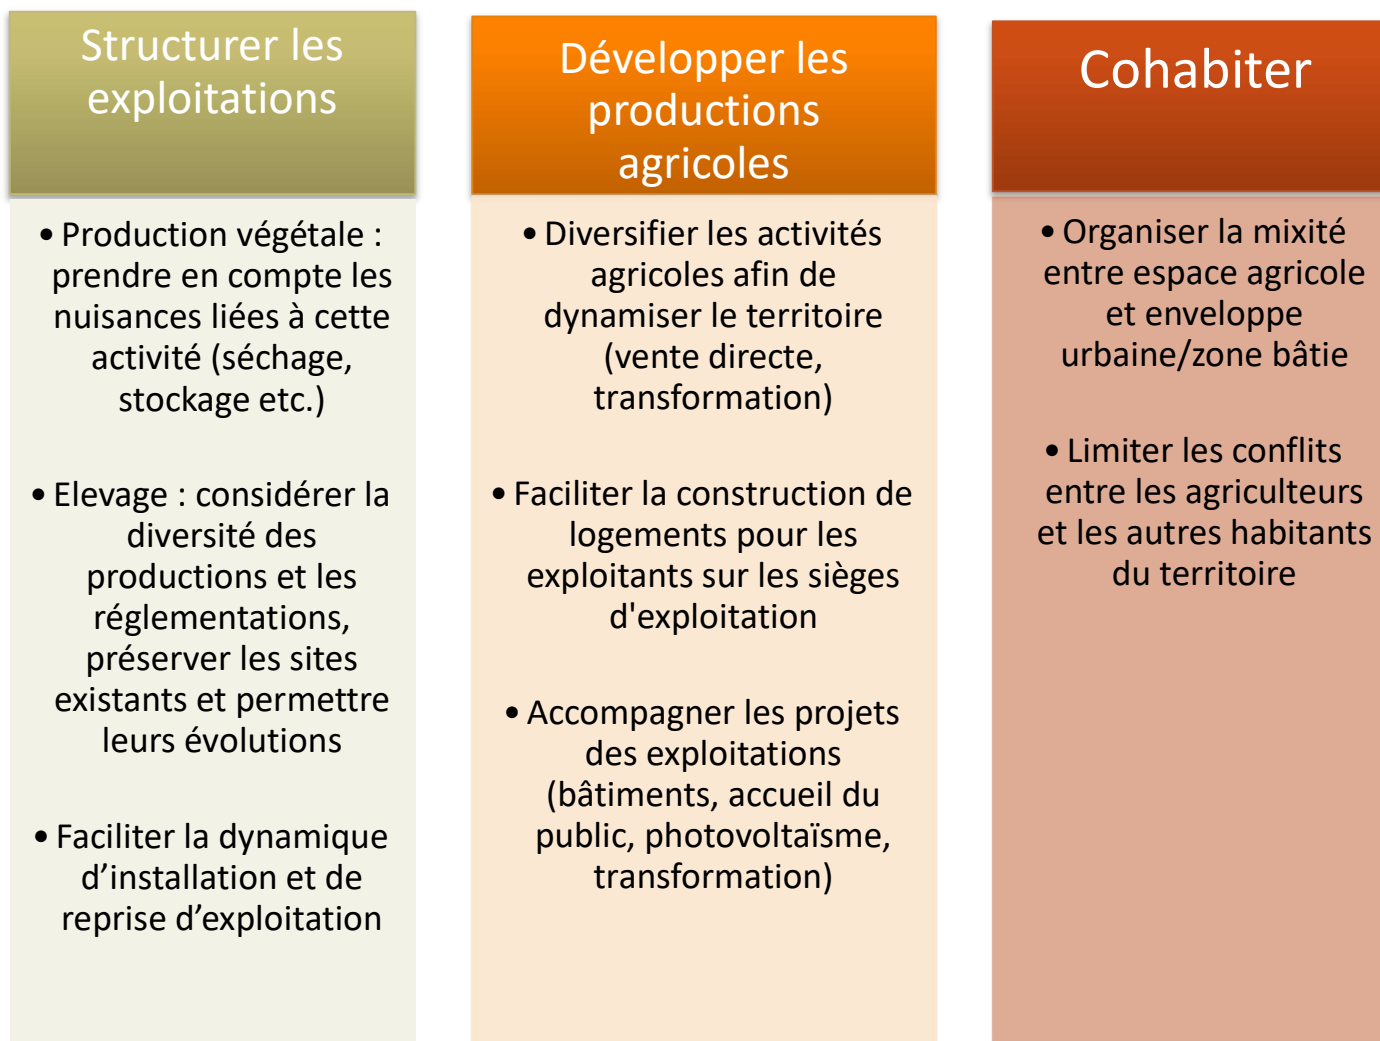 Structurer les
exploitations
• Production végétale :
prendre en compte les
nuisances liées à cette
activité (séchage,
stockage etc.)
• Elevage : considérer la
diversité des
productions et les
réglementations,
préserver les sites
existants et permettre
leurs évolutions
• Faciliter la dynamique
d’installation et de
reprise d’exploitation
Développer les
productions
agricoles
• Diversifier les activités
agricoles afin de
dynamiser le territoire
(vente directe,
transformation)
• Faciliter la construction de
logements pour les
exploitants sur les sièges
d'exploitation
• Accompagner les projets
des exploitations
(bâtiments, accueil du
public, photovoltaïsme,
transformation)
Cohabiter
• Organiser la mixité
entre espace agricole
et enveloppe
urbaine/zone bâtie
• Limiter les conflits
entre les agriculteurs
et les autres habitants
du territoire